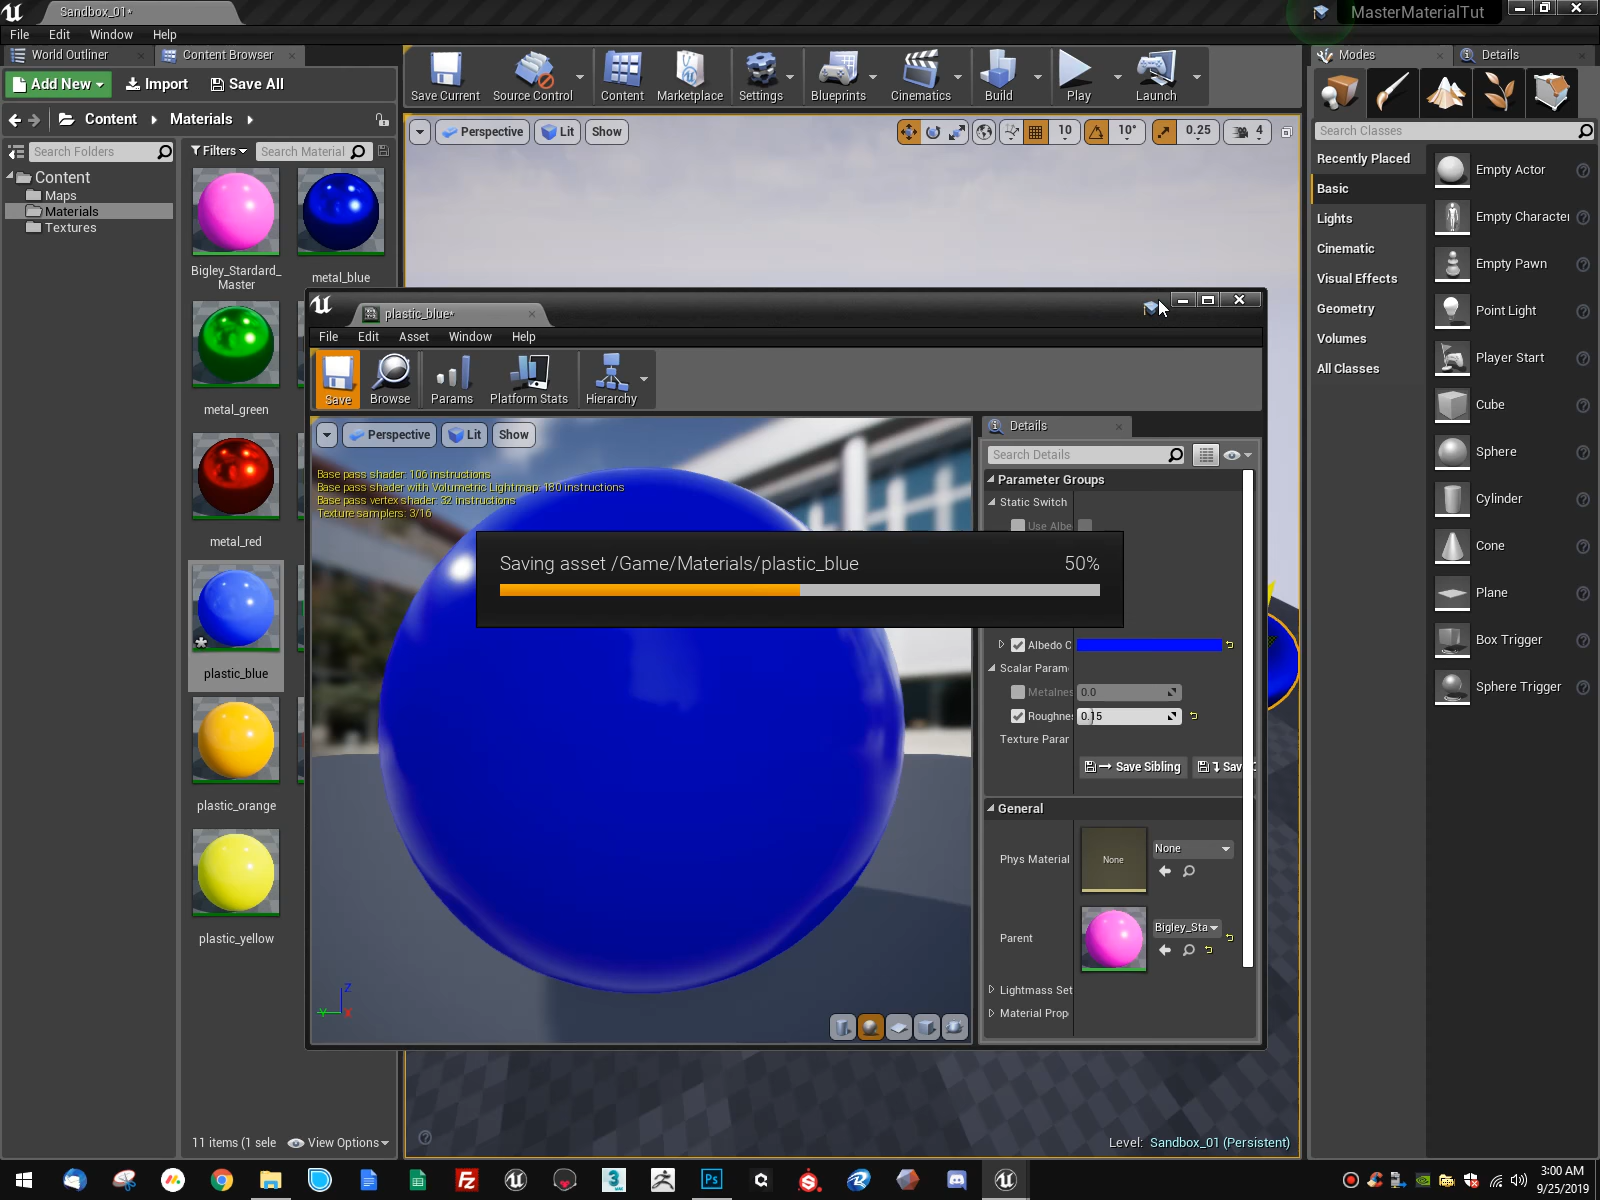 Sandbox_01*
MasterMaterialTut
File Edit Window Help
World Outliner
Content Browser
Add New
Import
Save All
Content
Materials
Search Folders
Filters
Search Material
Content
Maps
Materials
Textures
Bigley_Stardard_
Master
metal_blue
metal_green
metal_red
plastic_blue
plastic_orange
plastic_yellow
11 items (1 sele
View Options
Save Current
Source Control
Content
Marketplace
Settings
Blueprints
Cinematics
Build
Play
Launch
Perspective
Lit
Show
10
10°
0.25
4
plastic_blue*
File Edit Asset Window Help
Save
Browse
Params
Platform Stats
Hierarchy
Perspective
Lit
Show
Base pass shader: 106 instructions
Base pass shader with Volumetric Lightmap: 180 instructions
Base pass vertex shader: 32 instructions
Texture samplers: 3/16
Saving asset /Game/Materials/plastic_blue
50%
Z
Y
X
Details
Search Details
Parameter Groups
Static Switch
Use Albe
Albedo C
Scalar Param
Metalnes
0.0
Roughne
0.15
Texture Parar
Save Sibling
Sav
General
Phys Material
None
None
Parent
Bigley_Sta
Lightmass Set
Material Prop
Level: Sandbox_01 (Persistent)
Modes
Details
Search Classes
Recently Placed
Basic
Lights
Cinematic
Visual Effects
Geometry
Volumes
All Classes
Empty Actor
Empty Character
Empty Pawn
Point Light
Player Start
Cube
Sphere
Cylinder
Cone
Plane
Box Trigger
Sphere Trigger
3
Ps
3:00 AM
9/25/2019